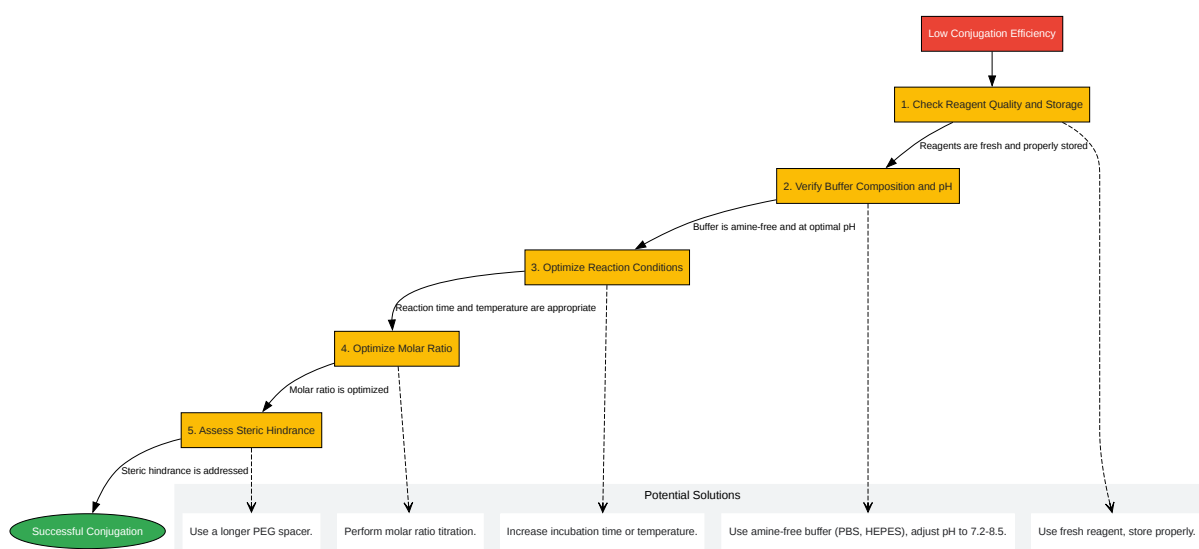 Low Conjugation Efficiency
1. Check Reagent Quality and Storage
Reagents are fresh and properly stored
2. Verify Buffer Composition and pH
Buffer is amine-free and at optimal pH
3. Optimize Reaction Conditions
Reaction time and temperature are appropriate
4. Optimize Molar Ratio
Molar ratio is optimized
5. Assess Steric Hindrance
Steric hindrance is addressed
Potential Solutions
Successful Conjugation
Use a longer PEG spacer.
Perform molar ratio titration.
Increase incubation time or temperature.
Use amine-free buffer (PBS, HEPES), adjust pH to 7.2-8.5.
Use fresh reagent, store properly.